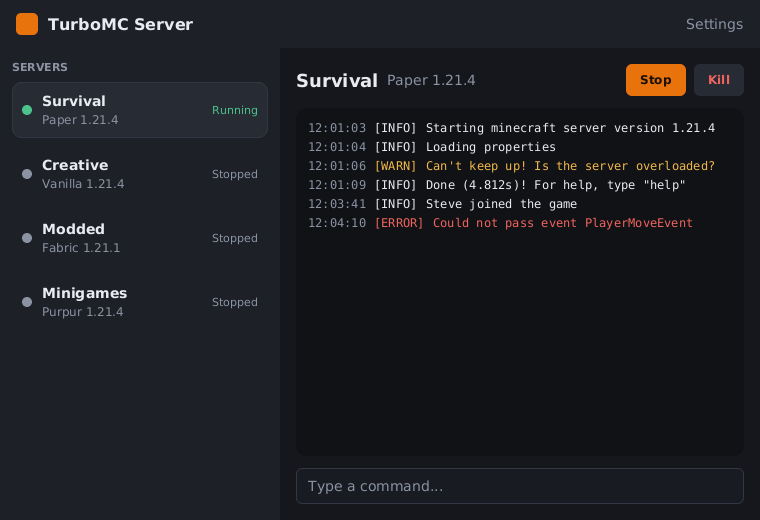 TurboMC Server
Settings
SERVERS
Survival
Paper 1.21.4
Running
Creative
Vanilla 1.21.4
Stopped
Modded
Fabric 1.21.1
Stopped
Minigames
Purpur 1.21.4
Stopped
Survival Paper 1.21.4
Stop
Kill
12:01:03 [INFO] Starting minecraft server version 1.21.4
12:01:04 [INFO] Loading properties
12:01:06 [WARN] Can't keep up! Is the server overloaded?
12:01:09 [INFO] Done (4.812s)! For help, type "help"
12:03:41 [INFO] Steve joined the game
12:04:10 [ERROR] Could not pass event PlayerMoveEvent
Type a command...